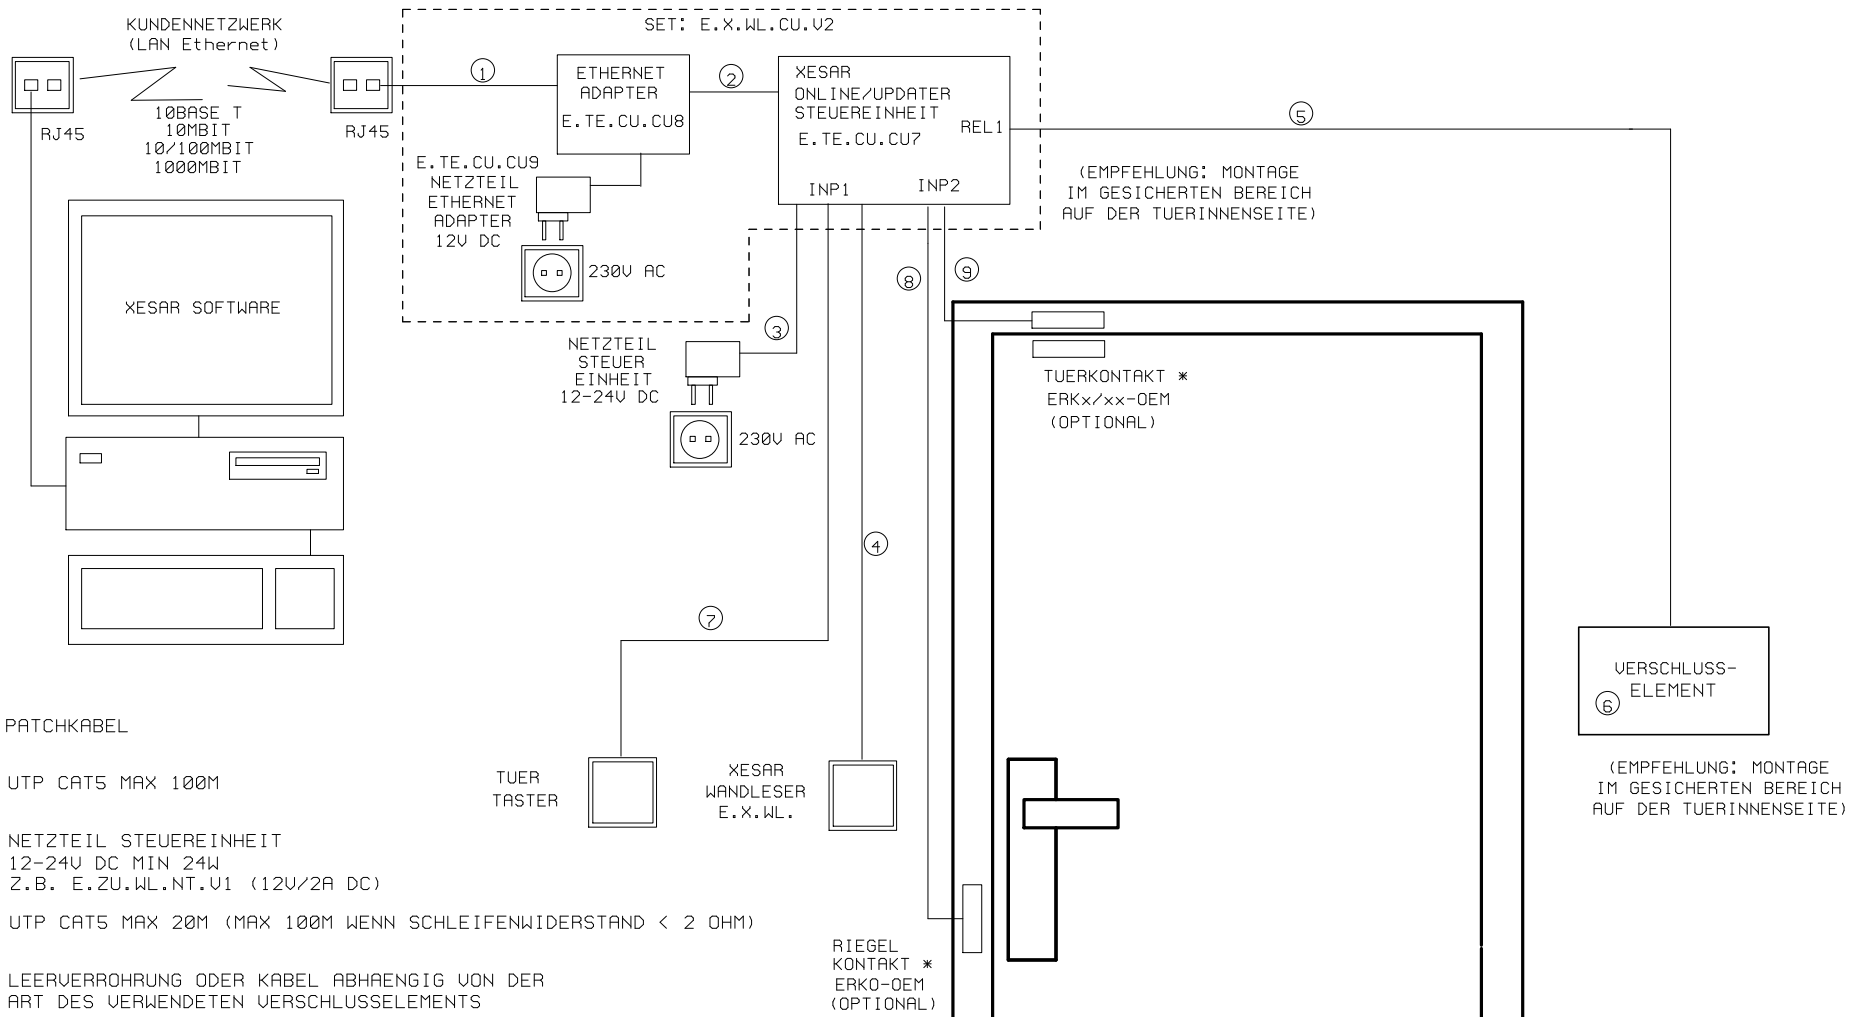 KUNDENNETZWERK
(LAN Ethernet)
RJ45
RJ45
10BASE T
10MBIT
10/100MBIT
1000MBIT
SET: E.X.WL.CU.V2
1
ETHERNET
ADAPTER
E.TE.CU.CU8
2
XESAR
ONLINE/UPDATER
STEUEREINHEIT
E.TE.CU.CU7
REL1
INP1
INP2
5
(EMPFEHLUNG: MONTAGE
IM GESICHERTEN BEREICH
AUF DER TUERINNENSEITE)
E.TE.CU.CU9
NETZTEIL
ETHERNET
ADAPTER
12V DC
230V AC
8
9
XESAR SOFTWARE
3
NETZTEIL
STEUER
EINHEIT
12-24V DC
230V AC
TUERKONTAKT *
ERKx/xx-OEM
(OPTIONAL)
4
7
VERSCHLUSS-
ELEMENT
6
(EMPFEHLUNG: MONTAGE
IM GESICHERTEN BEREICH
AUF DER TUERINNENSEITE)
TUER
TASTER
XESAR
WANDLESER
E.X.WL.
PATCHKABEL
UTP CAT5 MAX 100M
NETZTEIL STEUEREINHEIT
12-24V DC MIN 24W
Z.B. E.ZU.WL.NT.V1 (12V/2A DC)
UTP CAT5 MAX 20M (MAX 100M WENN SCHLEIFENWIDERSTAND < 2 OHM)
LEERVERROHRUNG ODER KABEL ABHAENGIG VON DER
ART DES VERWENDETEN VERSCHLUSSELEMENTS
RIEGEL
KONTAKT *
ERKO-OEM
(OPTIONAL)